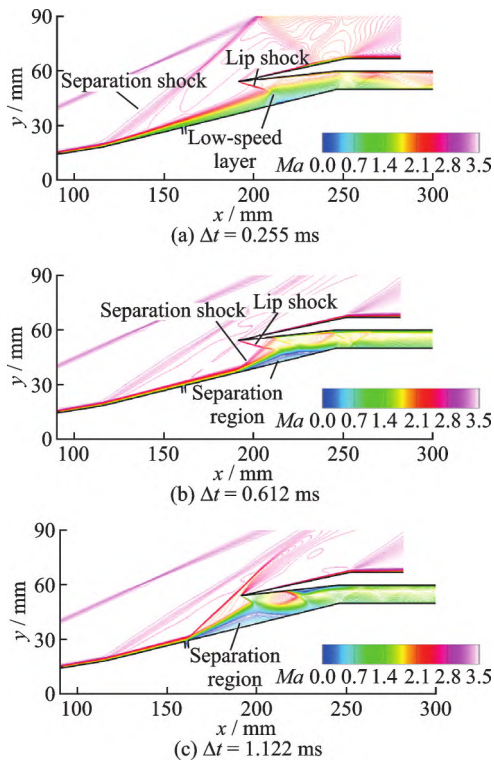 90
60
30
0
y / mm
Separation shock
Lip shock
"Low-speed
layer
Ma 0.0 0.7 1.4 2.1 2.8 3.5
100 150 200 250 300
x / mm
(a) Δt = 0.255 ms
90
60
30
0
y / mm
Separation shock
Lip shock
"Separation
region
Ma 0.0 0.7 1.4 2.1 2.8 3.5
100 150 200 250 300
x / mm
(b) Δt = 0.612 ms
90
60
30
0
y / mm
"Separation
region
Ma 0.0 0.7 1.4 2.1 2.8 3.5
100 150 200 250 300
x / mm
(c) Δt = 1.122 ms